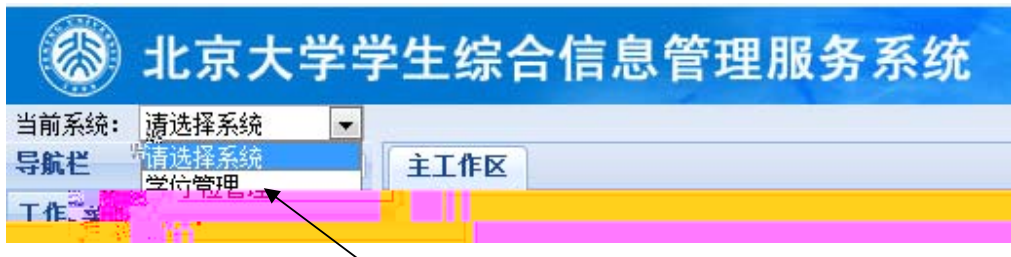 北京大学学生综合信息管理服务系统
当前系统： 请选择系统
导航栏 请选择系统 主工作区
学位管理
工作